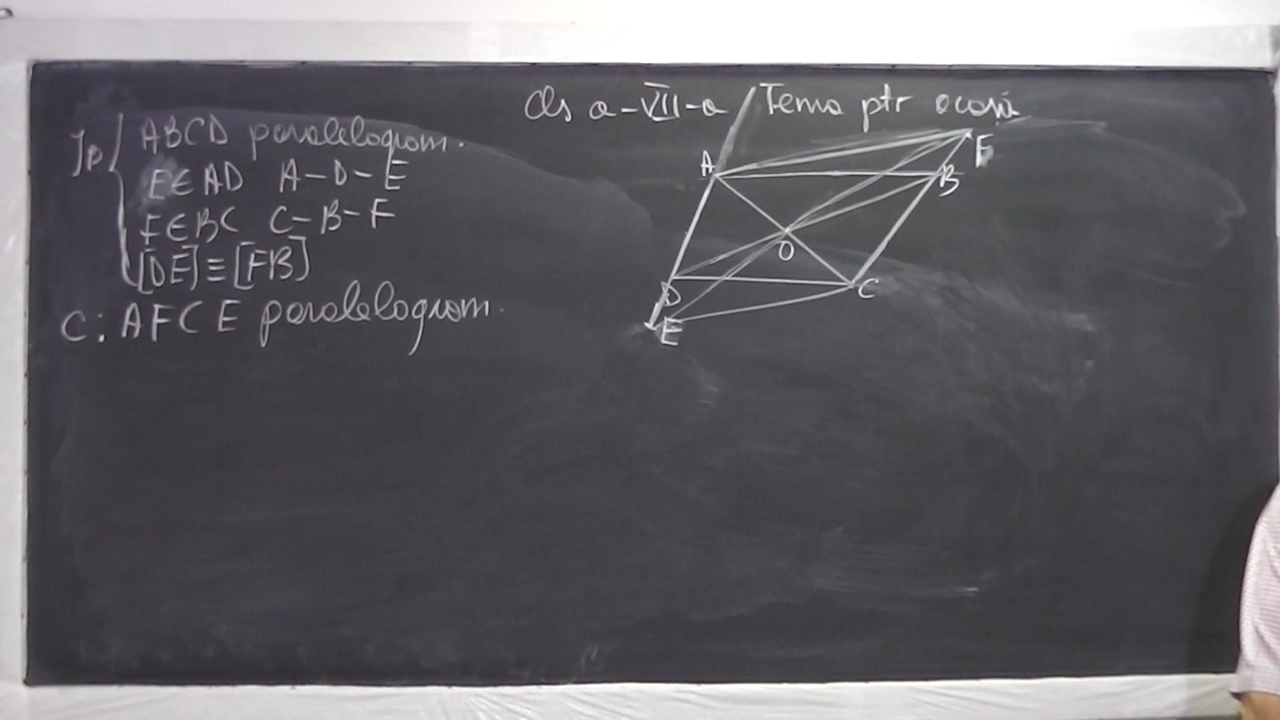 Cls a-VII-a Tema ptr acasă
Ip ABCD paralelogram.
E∈AD A-D-E
F∈BC C-B-F
[DE]≡[FB]
C: AFCE paralelogram.
A
F
B
O
D
C
E